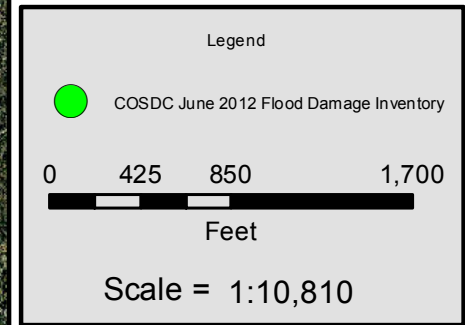 Legend
COSDC June 2012 Flood Damage Inventory
0 425 850 1,700
Feet
Scale = 1:10,810